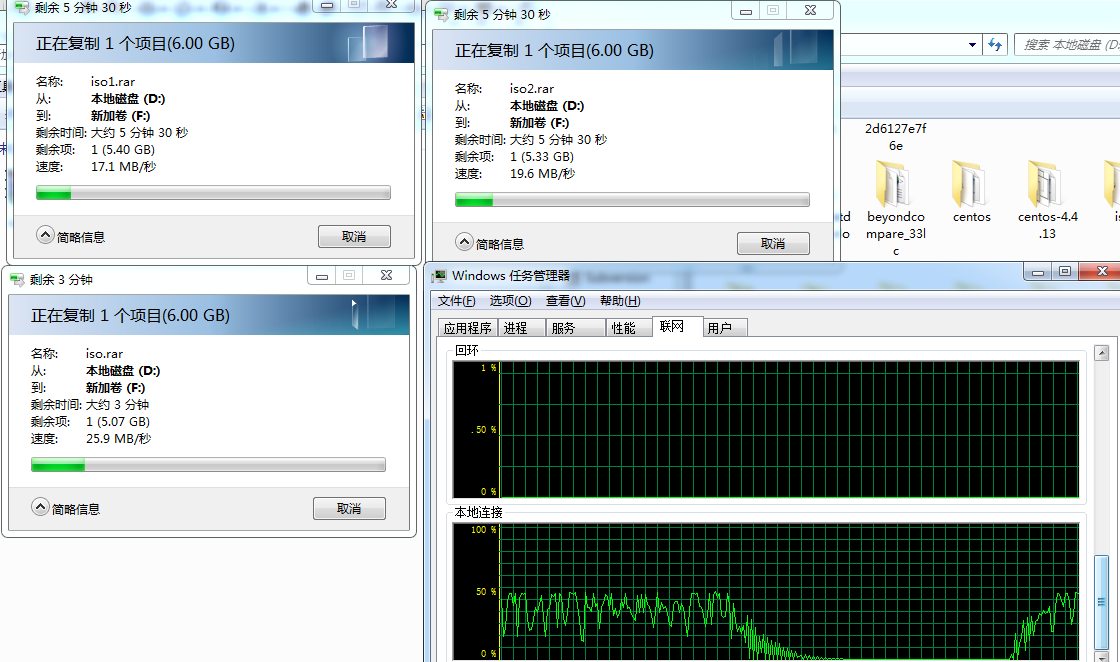 剩余 5 分钟 30 秒
正在复制 1 个项目(6.00 GB)
名称: iso1.rar
从: 本地磁盘 (D:)
到: 新加卷 (F:)
剩余时间: 大约 5 分钟 30 秒
剩余项: 1 (5.40 GB)
速度: 17.1 MB/秒
简略信息
取消
剩余 5 分钟 30 秒
正在复制 1 个项目(6.00 GB)
名称: iso2.rar
从: 本地磁盘 (D:)
到: 新加卷 (F:)
剩余时间: 大约 5 分钟 30 秒
剩余项: 1 (5.33 GB)
速度: 19.6 MB/秒
简略信息
取消
搜索 本地磁盘 (D:
2d6127e7f
6e
beyondco
mpare_33l
c
centos
centos-4.4
.13
剩余 3 分钟
正在复制 1 个项目(6.00 GB)
名称: iso.rar
从: 本地磁盘 (D:)
到: 新加卷 (F:)
剩余时间: 大约 3 分钟
剩余项: 1 (5.07 GB)
速度: 25.9 MB/秒
简略信息
取消
Windows 任务管理器
文件(F) 选项(O) 查看(V) 帮助(H)
应用程序 进程 服务 性能 联网 用户
回环
1 %
.50 %
0 %
本地连接
100 %
50 %
0 %